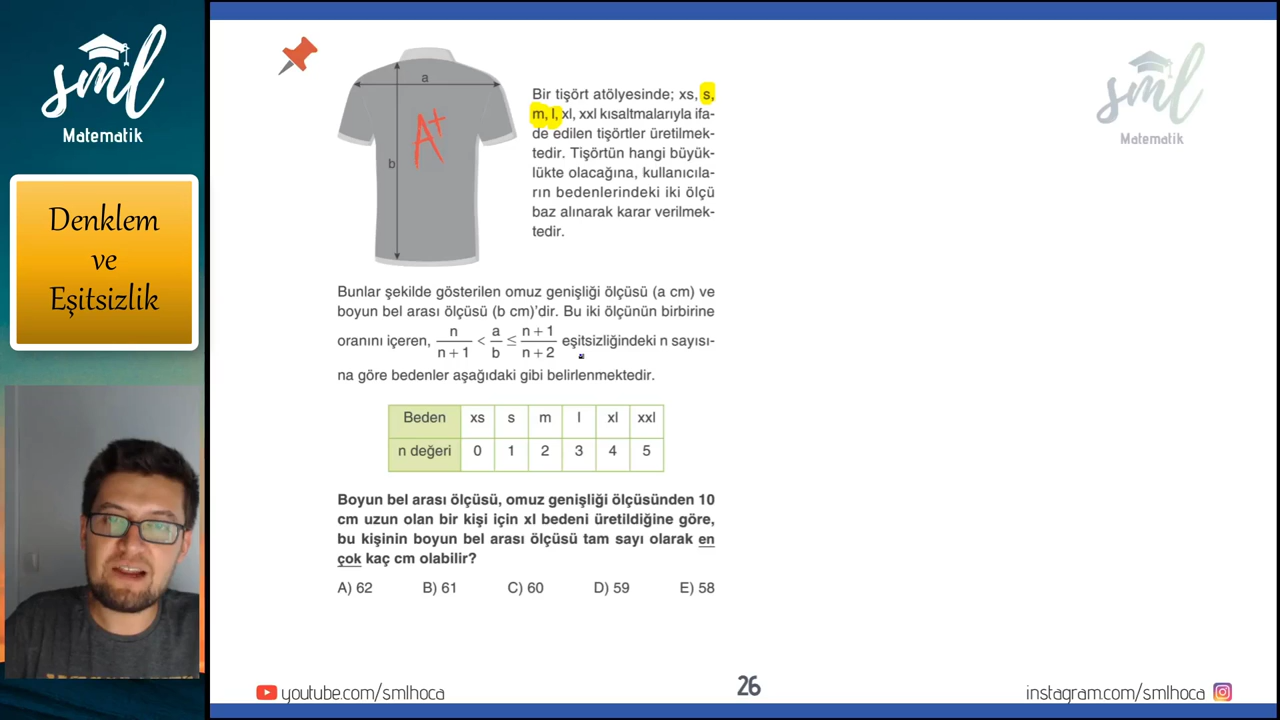 sml
Matematik
Denklem
ve
Eşitsizlik
a
b
A+
Bir tişört atölyesinde; xs, s,
m, l, xl, xxl kısaltmalarıyla ifa-
de edilen tişörtler üretilmek-
tedir. Tişörtün hangi büyük-
lükte olacağına, kullanıcıla-
rın bedenlerindeki iki ölçü
baz alınarak karar verilmek-
tedir.
Bunlar şekilde gösterilen omuz genişliği ölçüsü (a cm) ve
boyun bel arası ölçüsü (b cm)'dir. Bu iki ölçünün birbirine
oranını içeren, n/(n + 1) < a/b ≤ (n + 1)/(n + 2) eşitsizliğindeki n sayısı-
na göre bedenler aşağıdaki gibi belirlenmektedir.
Beden xs s m l xl xxl
n değeri 0 1 2 3 4 5
Boyun bel arası ölçüsü, omuz genişliği ölçüsünden 10
cm uzun olan bir kişi için xl bedeni üretildiğine göre,
bu kişinin boyun bel arası ölçüsü tam sayı olarak en
çok kaç cm olabilir?
A) 62 B) 61 C) 60 D) 59 E) 58
sml
Matematik
youtube.com/smlhoca
26
instagram.com/smlhoca